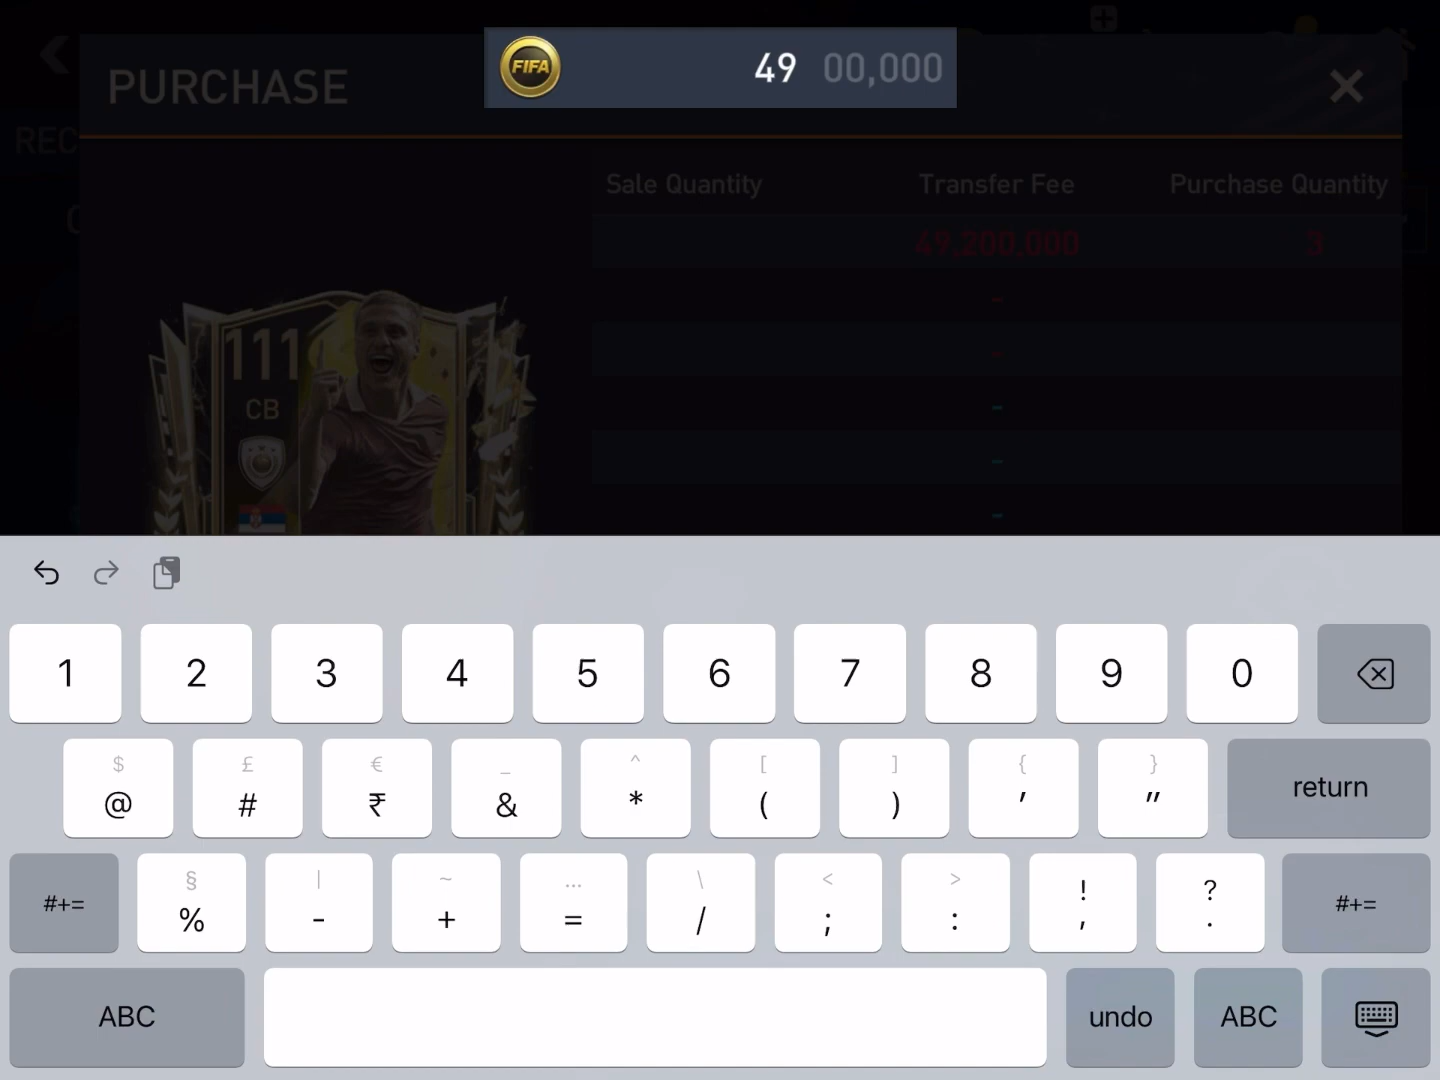 FIFA 49 00,000
PURCHASE
REC
Sale Quantity Transfer Fee Purchase Quantity
49,200,000 3
-
-
-
-
-
111
CB
1 2 3 4 5 6 7 8 9 0
$ £ € _ ^ [ ] { }
@ # ₹ & * ( ) ' " return
§ | ~ … \ < > ! ?
#+= % - + = / ; : , . #+=
ABC undo ABC